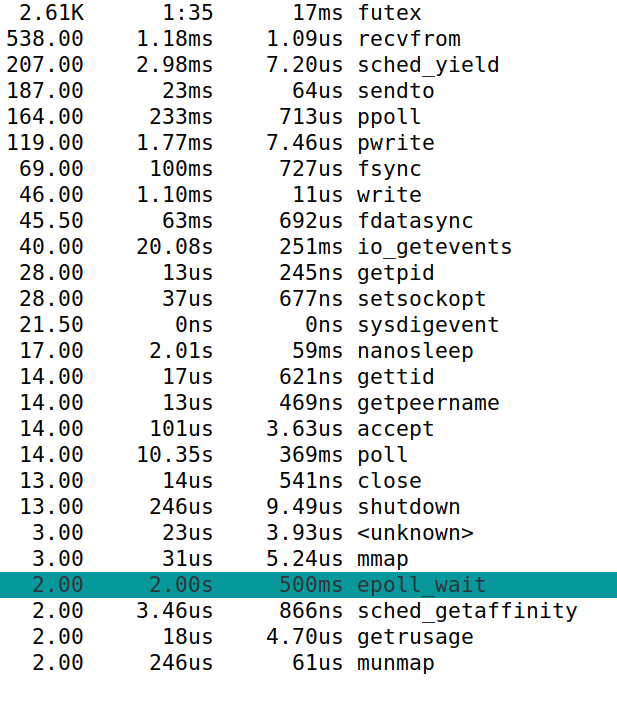 2.61K 1:35 17ms futex
538.00 1.18ms 1.09us recvfrom
207.00 2.98ms 7.20us sched_yield
187.00 23ms 64us sendto
164.00 233ms 713us ppoll
119.00 1.77ms 7.46us pwrite
69.00 100ms 727us fsync
46.00 1.10ms 11us write
45.50 63ms 692us fdatasync
40.00 20.08s 251ms io_getevents
28.00 13us 245ns getpid
28.00 37us 677ns setsockopt
21.50 0ns 0ns sysdigevent
17.00 2.01s 59ms nanosleep
14.00 17us 621ns gettid
14.00 13us 469ns getpeername
14.00 101us 3.63us accept
14.00 10.35s 369ms poll
13.00 14us 541ns close
13.00 246us 9.49us shutdown
3.00 23us 3.93us <unknown>
3.00 31us 5.24us mmap
2.00 2.00s 500ms epoll_wait
2.00 3.46us 866ns sched_getaffinity
2.00 18us 4.70us getrusage
2.00 246us 61us munmap